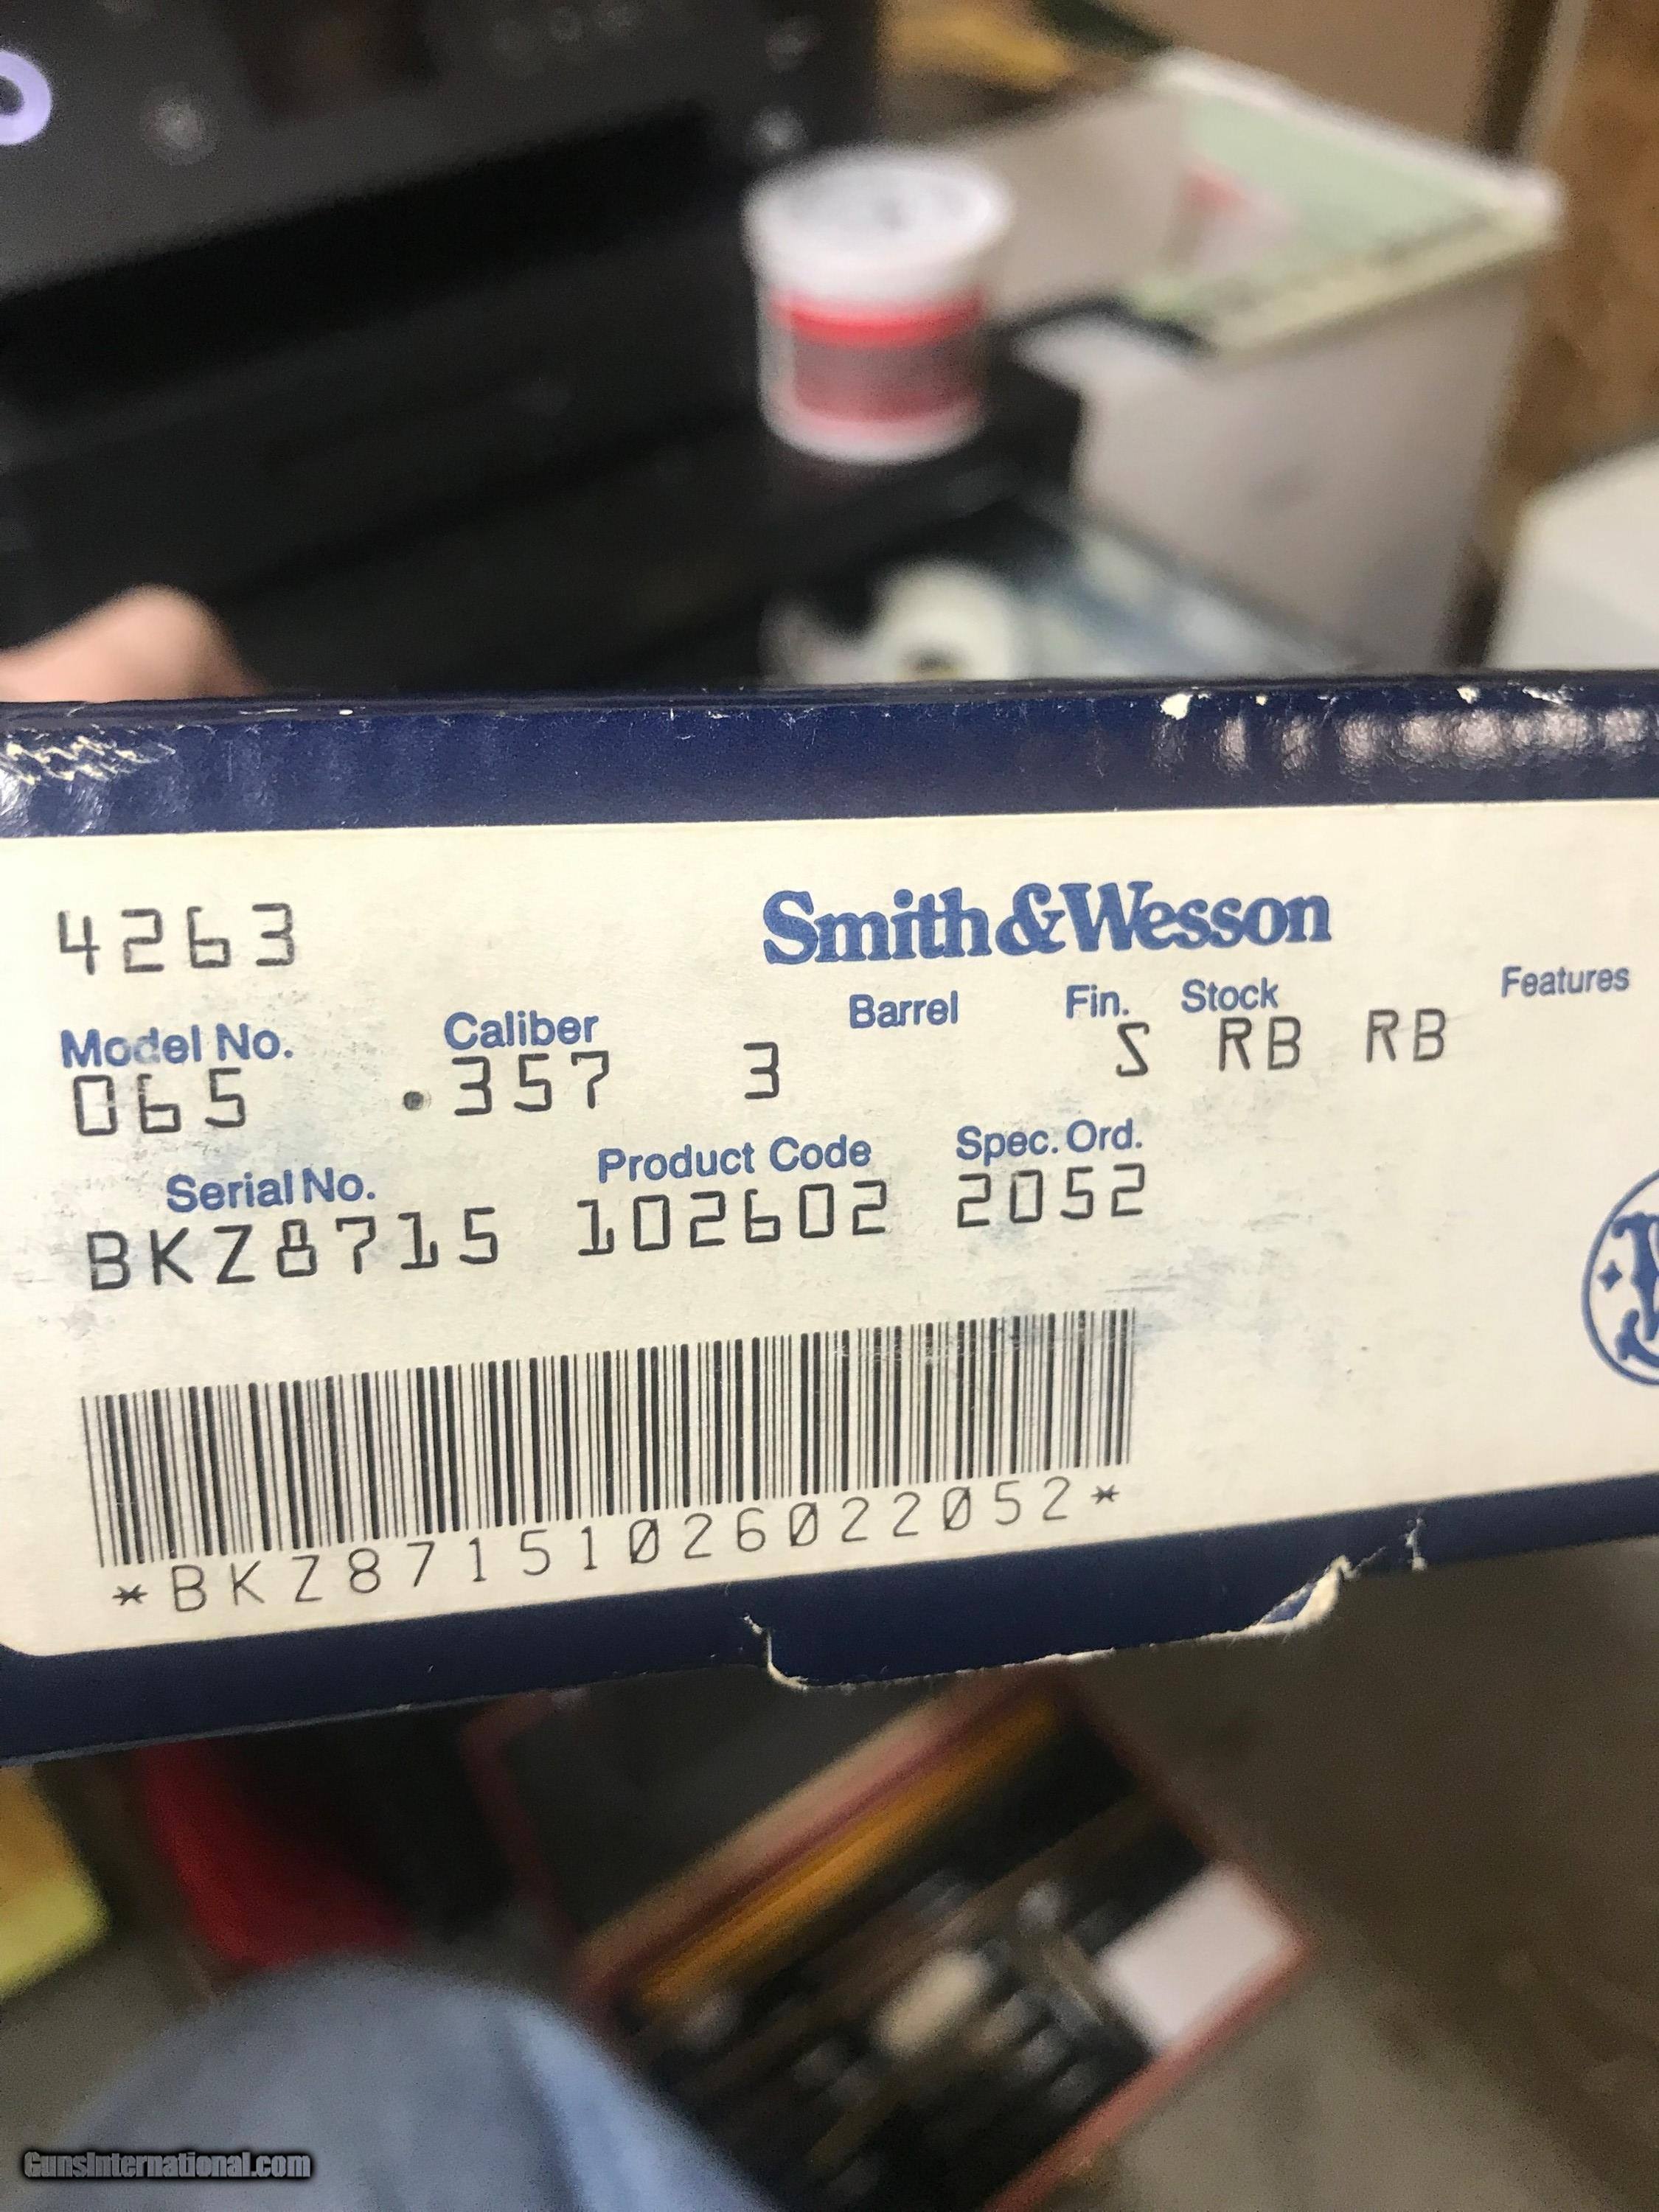 4263
Smith&Wesson
Model No. Caliber Barrel Fin. Stock Features
065 .357 3 S RB RB
Serial No. Product Code Spec. Ord.
BKZ8715 102602 2052
*BKZ87151026022052*
GunsInternational.com